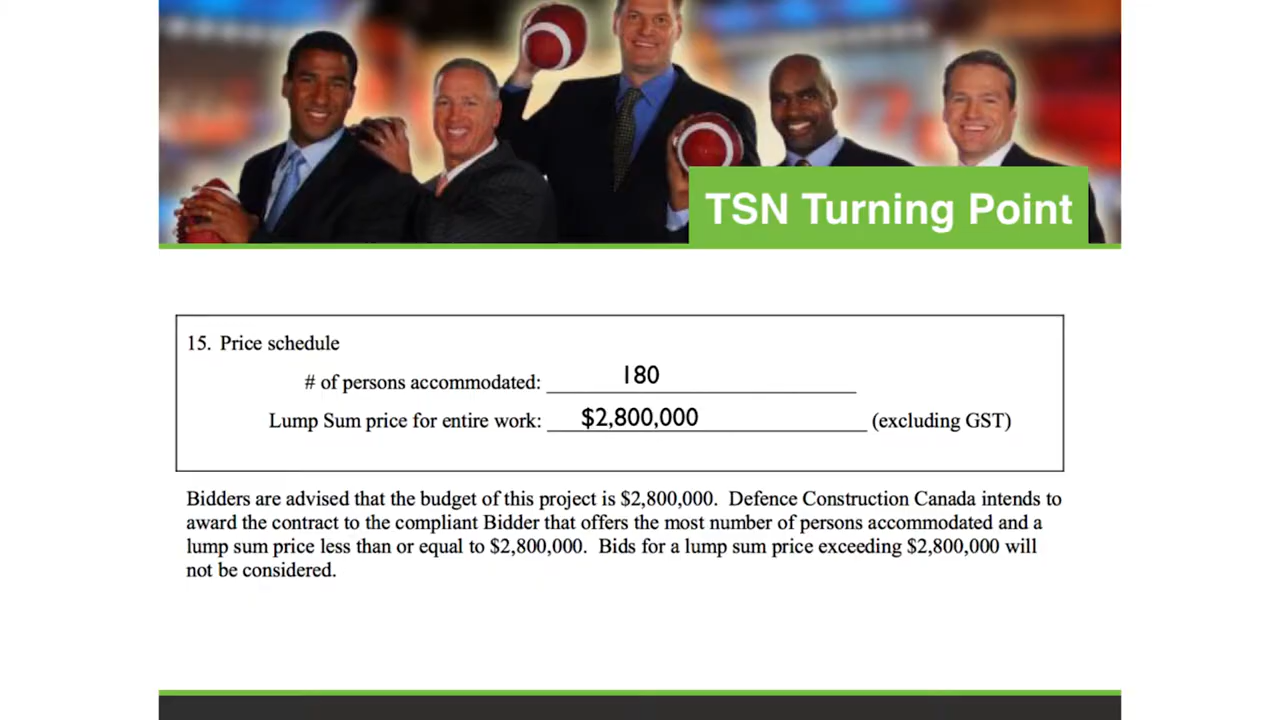 TSN Turning Point
15. Price schedule
# of persons accommodated: 180
Lump Sum price for entire work: $2,800,000 (excluding GST)
Bidders are advised that the budget of this project is $2,800,000. Defence Construction Canada intends to
award the contract to the compliant Bidder that offers the most number of persons accommodated and a
lump sum price less than or equal to $2,800,000. Bids for a lump sum price exceeding $2,800,000 will
not be considered.